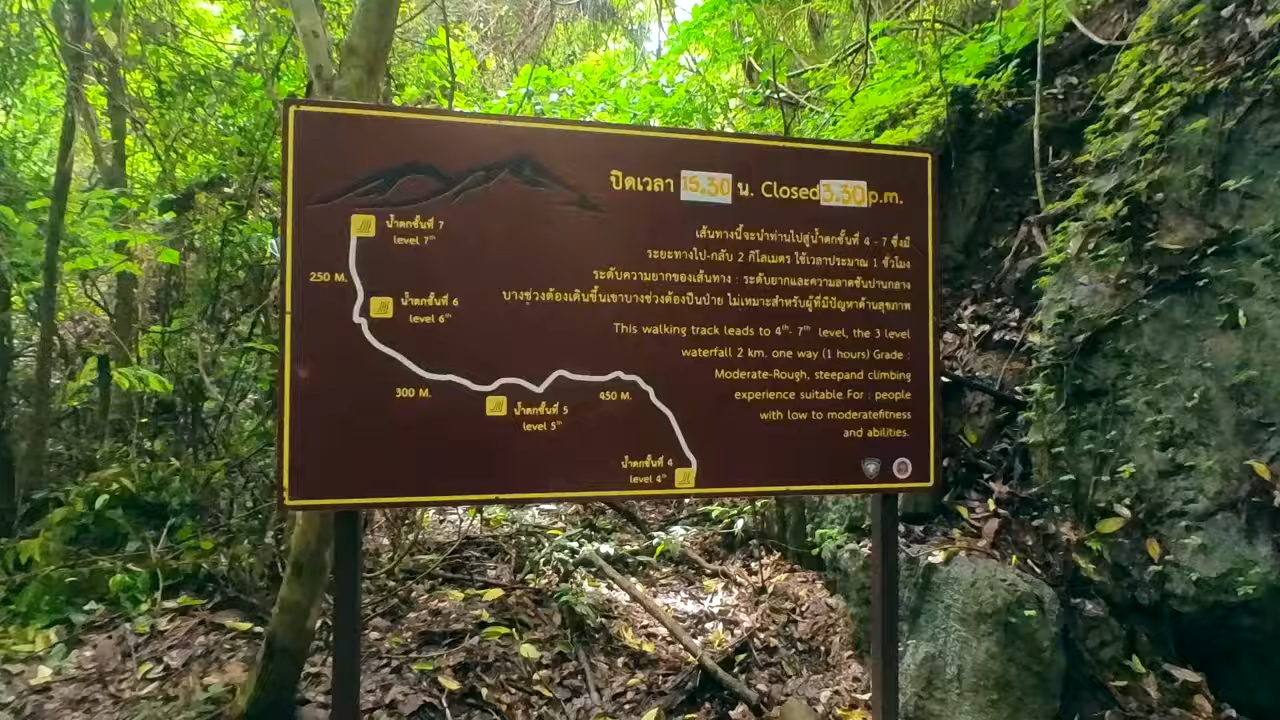 ปิดเวลา 15.30 น. Closed 3.30 p.m.
น้ำตกชั้นที่ 7
level 7th
250 M.
น้ำตกชั้นที่ 6
level 6th
300 M.
น้ำตกชั้นที่ 5
level 5th
450 M.
น้ำตกชั้นที่ 4
level 4th
เส้นทางนี้จะนำท่านไปสู่น้ำตกชั้นที่ 4 - 7 ซึ่งมี
ระยะทางไป-กลับ 2 กิโลเมตร ใช้เวลาประมาณ 1 ชั่วโมง
ระดับความยากของเส้นทาง : ระดับยากและความลาดชันปานกลาง
บางช่วงต้องเดินขึ้นเขาบางช่วงต้องปีนป่าย ไม่เหมาะสำหรับผู้ที่มีปัญหาด้านสุขภาพ
This walking track leads to 4th- 7th level, the 3 level
waterfall 2 km. one way (1 hours) Grade :
Moderate-Rough, steepand climbing
experience suitable For : people
with low to moderatefitness
and abilities.